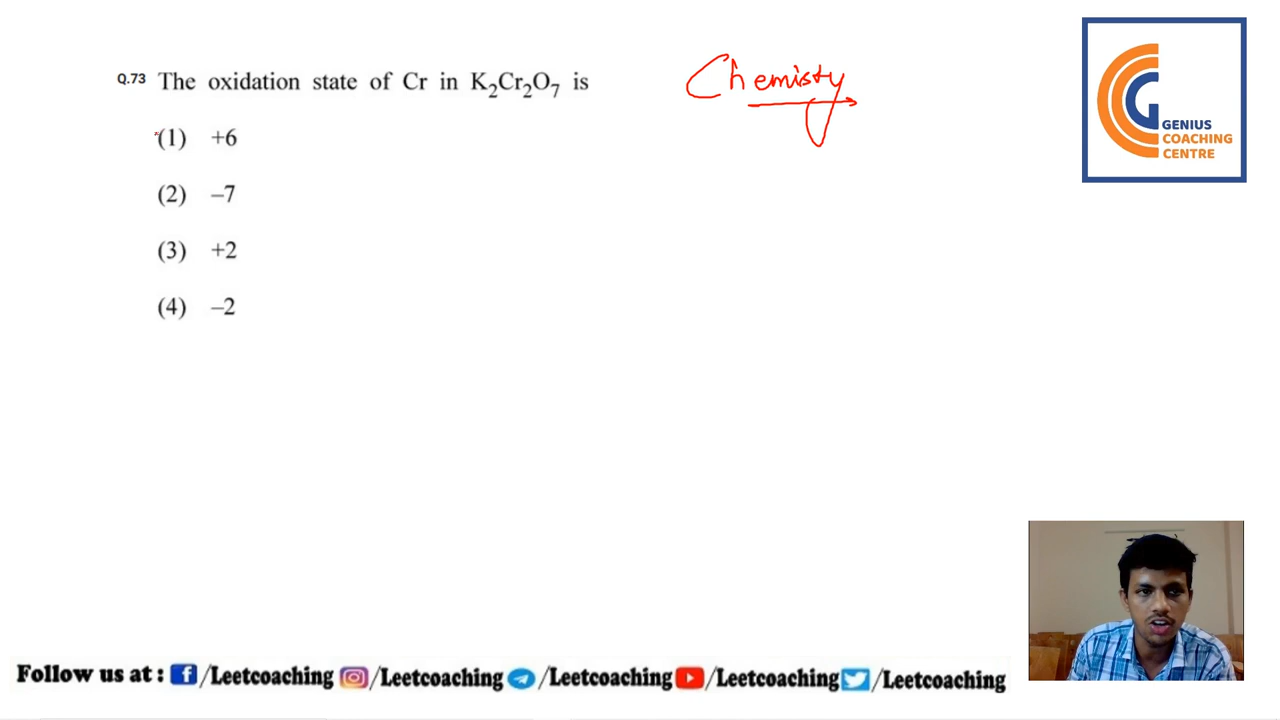 Q.73 The oxidation state of Cr in K₂Cr₂O₇ is
*(1) +6
(2) –7
(3) +2
(4) –2
Chemisty
G
GENIUS
COACHING
CENTRE
Follow us at : f /Leetcoaching /Leetcoaching /Leetcoaching /Leetcoaching /Leetcoaching